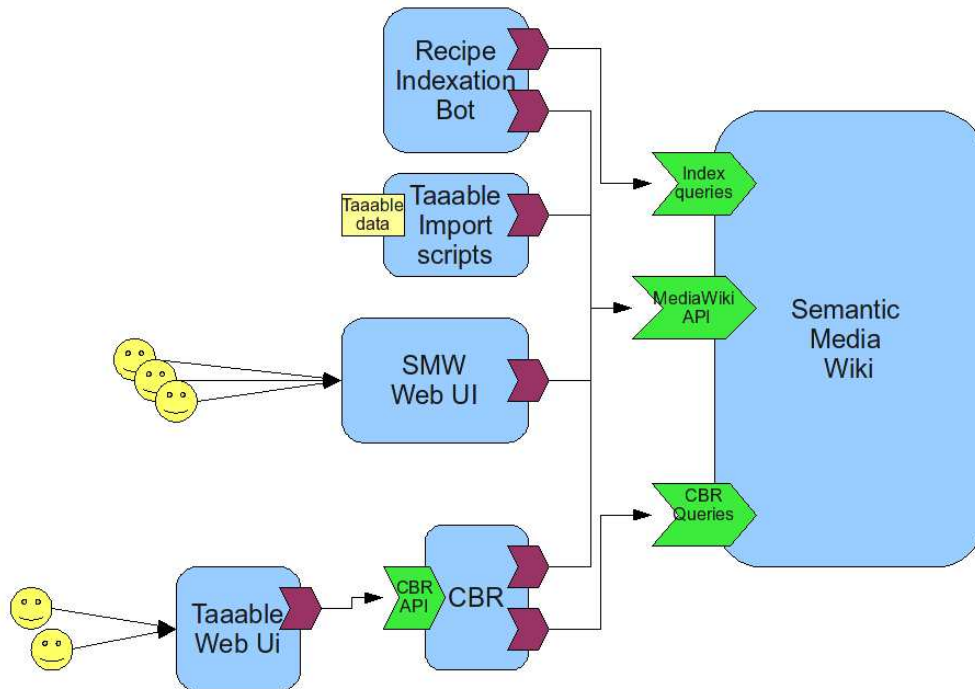 Recipe
Indexation
Bot
Taaable
data
Taaable
Import
scripts
Index
queries
MediaWiki
API
Semantic
Media
Wiki
SMW
Web UI
CBR
Queries
CBR
API
CBR
Taaable
Web Ui